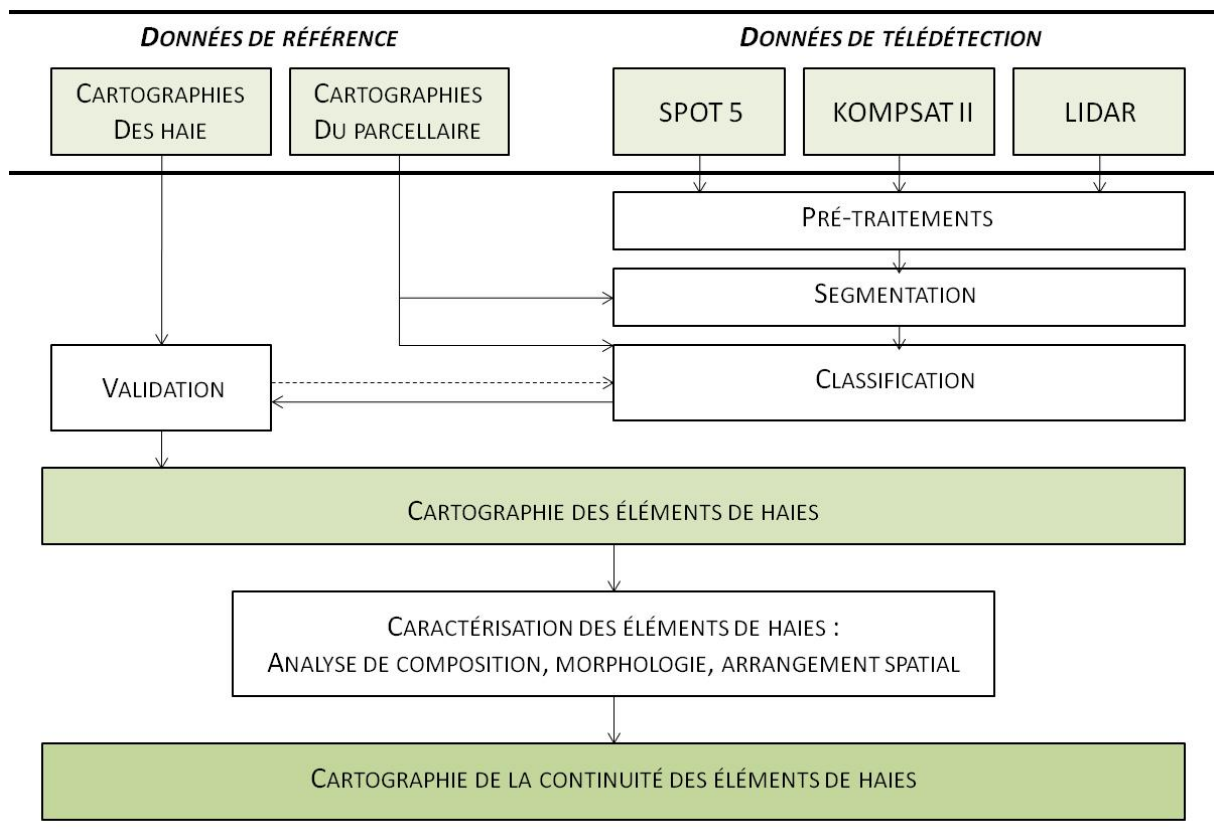 DONNÉES DE RÉFÉRENCE
DONNÉES DE TÉLÉDÉTECTION
CARTOGRAPHIES
DES HAIE
CARTOGRAPHIES
DU PARCELLAIRE
SPOT 5
KOMPSAT II
LIDAR
PRÉ-TRAITEMENTS
SEGMENTATION
VALIDATION
CLASSIFICATION
CARTOGRAPHIE DES ÉLÉMENTS DE HAIES
CARACTÉRISATION DES ÉLÉMENTS DE HAIES :
ANALYSE DE COMPOSITION, MORPHOLOGIE, ARRANGEMENT SPATIAL
CARTOGRAPHIE DE LA CONTINUITÉ DES ÉLÉMENTS DE HAIES